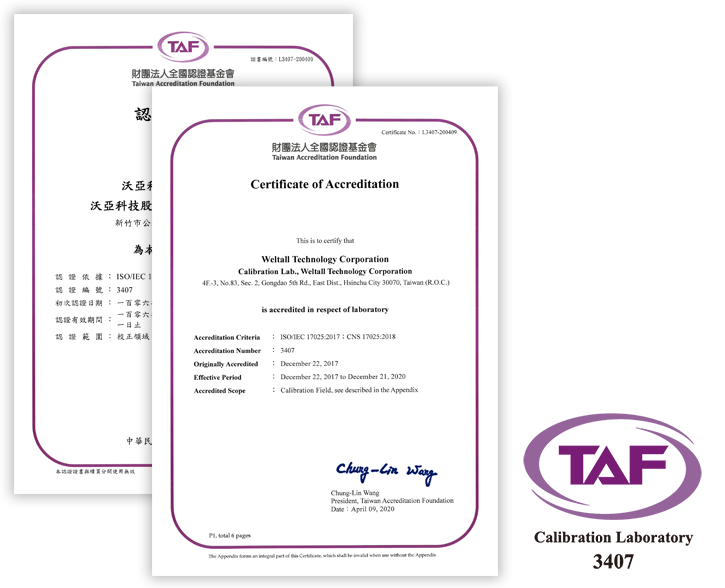 TAF
證書編號：L3407-200409
財團法人全國認證基金會
Taiwan Accreditation Foundation
認
沃亞科
沃亞科技股
新竹市公
為本
認證依據：ISO/IEC 1
認證編號：3407
初次認證日期：一百零六
認證有效期間：一百零六
一日止
認證範圍：校正領域
中華民
本認證證書與續頁分開使用無效
TAF
Certificate No.：L3407-200409
財團法人全國認證基金會
Taiwan Accreditation Foundation
Certificate of Accreditation
This is to certify that
Weltall Technology Corporation
Calibration Lab., Weltall Technology Corporation
4F.-3, No.83, Sec. 2, Gongdao 5th Rd., East Dist., Hsinchu City 30070, Taiwan (R.O.C.)
is accredited in respect of laboratory
Accreditation Criteria : ISO/IEC 17025:2017；CNS 17025:2018
Accreditation Number : 3407
Originally Accredited : December 22, 2017
Effective Period : December 22, 2017 to December 21, 2020
Accredited Scope : Calibration Field, see described in the Appendix
Chung-Lin Wang
Chung-Lin Wang
President, Taiwan Accreditation Foundation
Date：April 09, 2020
P1, total 6 pages
The Appendix forms an integral part of this Certificate, which shall be invalid when use without the Appendix
TAF
Calibration Laboratory
3407